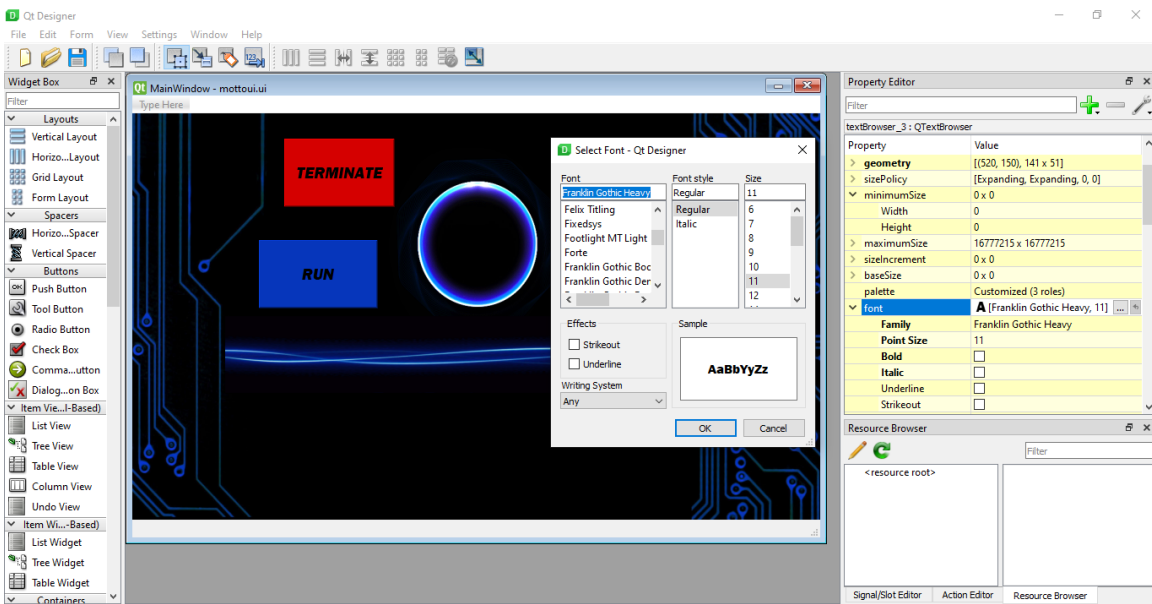 Qt Designer
File Edit Form View Settings Window Help
Widget Box
Filter
Layouts
Vertical Layout
Horizo...Layout
Grid Layout
Form Layout
Spacers
Horizo...Spacer
Vertical Spacer
Buttons
Push Button
Tool Button
Radio Button
Check Box
Comma...utton
Dialog...on Box
Item Vie...l-Based)
List View
Tree View
Table View
Column View
Undo View
Item Wi...-Based)
List Widget
Tree Widget
Table Widget
Containers
MainWindow - mottoui.ui
Type Here
TERMINATE
RUN
Select Font - Qt Designer
Font
Franklin Gothic Heavy
Felix Titling
Fixedsys
Footlight MT Light
Forte
Franklin Gothic Boc
Franklin Gothic Der
Font style
Regular
Regular
Italic
Size
11
6
7
8
9
10
11
12
Effects
Strikeout
Underline
Writing System
Any
Sample
AaBbYyZz
OK Cancel
Property Editor
Filter
textBrowser_3 : QTextBrowser
Property Value
geometry [(520, 150), 141 x 51]
sizePolicy [Expanding, Expanding, 0, 0]
minimumSize 0 x 0
Width 0
Height 0
maximumSize 16777215 x 16777215
sizeIncrement 0 x 0
baseSize 0 x 0
palette Customized (3 roles)
font A [Franklin Gothic Heavy, 11] ...
Family Franklin Gothic Heavy
Point Size 11
Bold
Italic
Underline
Strikeout
Resource Browser
Filter
<resource root>
Signal/Slot Editor Action Editor Resource Browser